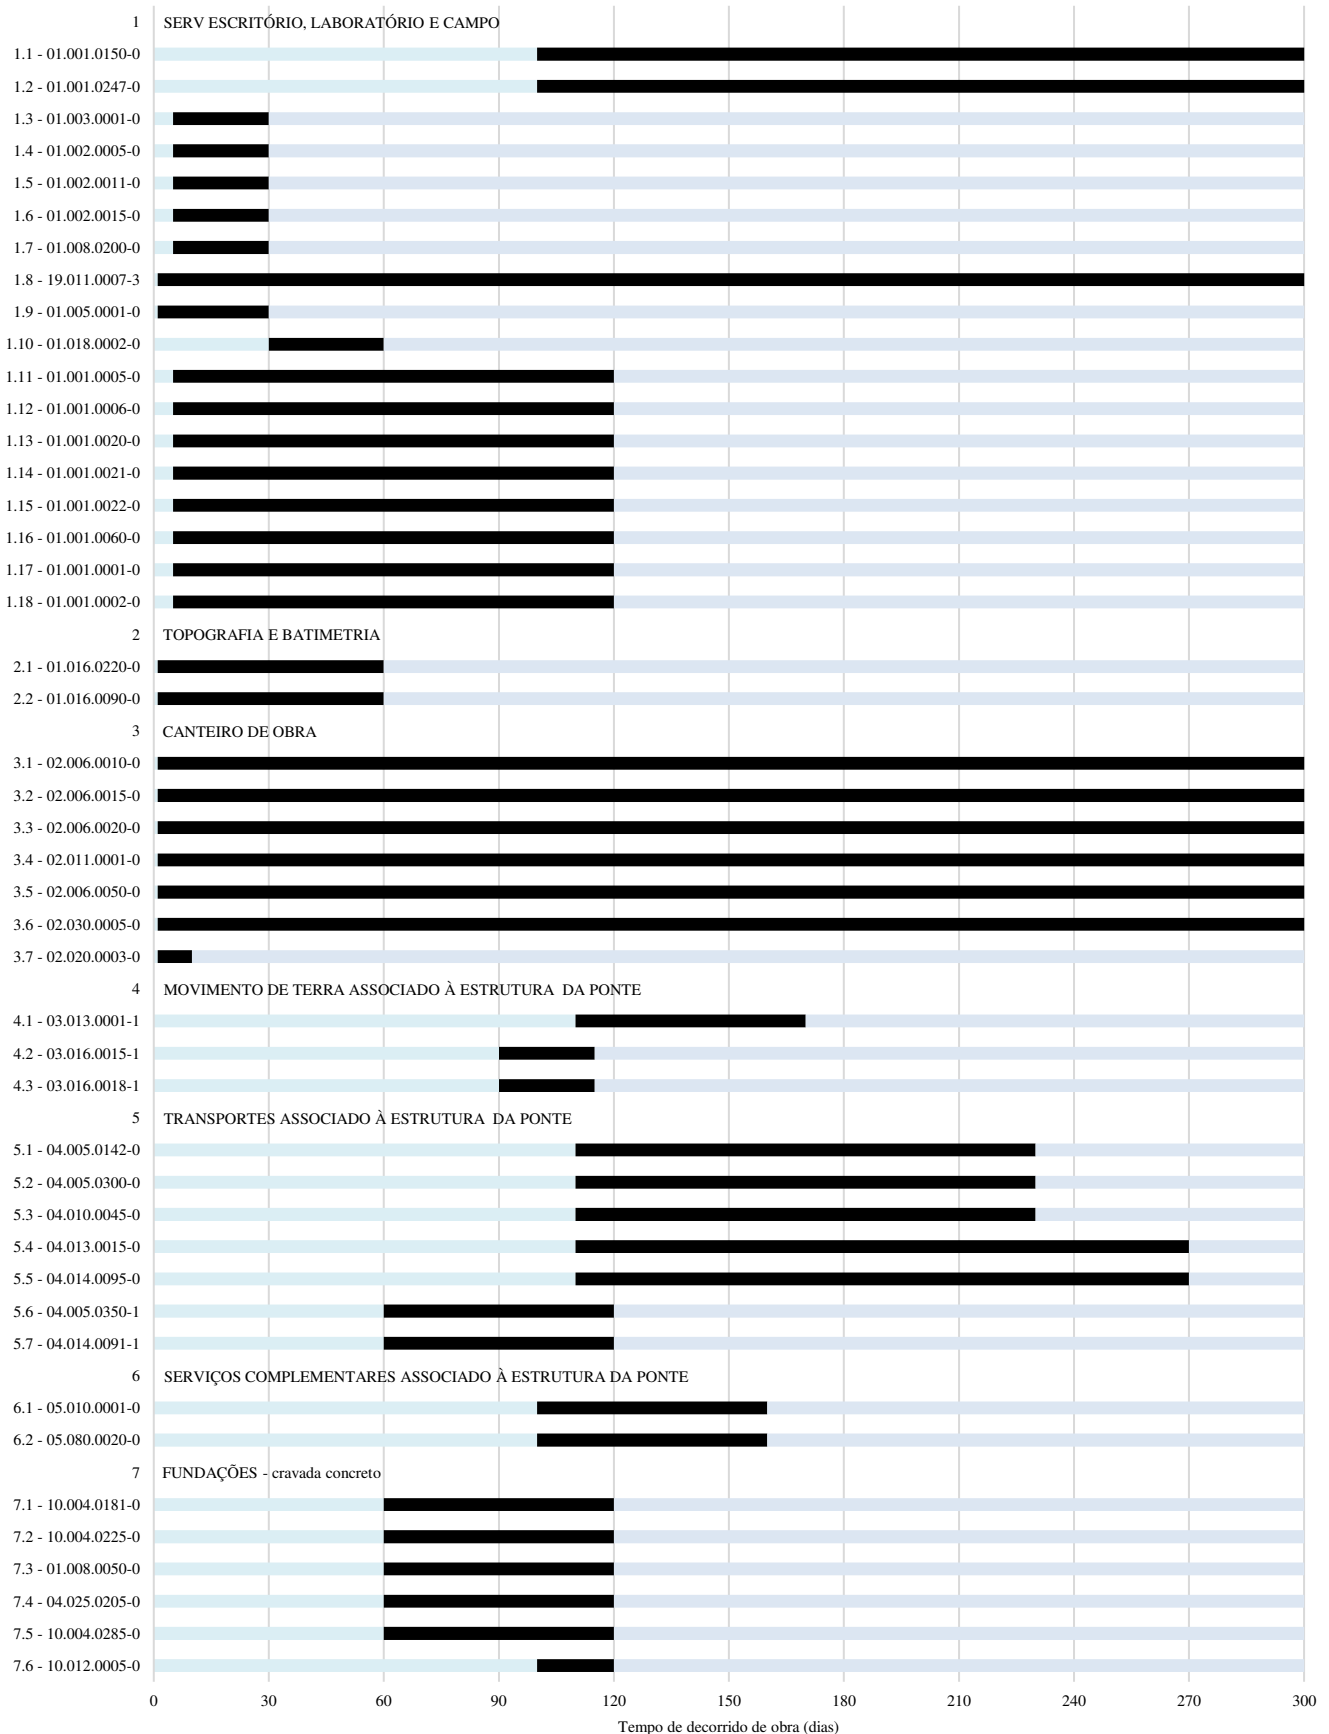 1 SERV ESCRITÓRIO, LABORATÓRIO E CAMPO
1.1 - 01.001.0150-0
1.2 - 01.001.0247-0
1.3 - 01.003.0001-0
1.4 - 01.002.0005-0
1.5 - 01.002.0011-0
1.6 - 01.002.0015-0
1.7 - 01.008.0200-0
1.8 - 19.011.0007-3
1.9 - 01.005.0001-0
1.10 - 01.018.0002-0
1.11 - 01.001.0005-0
1.12 - 01.001.0006-0
1.13 - 01.001.0020-0
1.14 - 01.001.0021-0
1.15 - 01.001.0022-0
1.16 - 01.001.0060-0
1.17 - 01.001.0001-0
1.18 - 01.001.0002-0
2 TOPOGRAFIA E BATIMETRIA
2.1 - 01.016.0220-0
2.2 - 01.016.0090-0
3 CANTEIRO DE OBRA
3.1 - 02.006.0010-0
3.2 - 02.006.0015-0
3.3 - 02.006.0020-0
3.4 - 02.011.0001-0
3.5 - 02.006.0050-0
3.6 - 02.030.0005-0
3.7 - 02.020.0003-0
4 MOVIMENTO DE TERRA ASSOCIADO À ESTRUTURA DA PONTE
4.1 - 03.013.0001-1
4.2 - 03.016.0015-1
4.3 - 03.016.0018-1
5 TRANSPORTES ASSOCIADO À ESTRUTURA DA PONTE
5.1 - 04.005.0142-0
5.2 - 04.005.0300-0
5.3 - 04.010.0045-0
5.4 - 04.013.0015-0
5.5 - 04.014.0095-0
5.6 - 04.005.0350-1
5.7 - 04.014.0091-1
6 SERVIÇOS COMPLEMENTARES ASSOCIADO À ESTRUTURA DA PONTE
6.1 - 05.010.0001-0
6.2 - 05.080.0020-0
7 FUNDAÇÕES - cravada concreto
7.1 - 10.004.0181-0
7.2 - 10.004.0225-0
7.3 - 01.008.0050-0
7.4 - 04.025.0205-0
7.5 - 10.004.0285-0
7.6 - 10.012.0005-0
0 30 60 90 120 150 180 210 240 270 300
Tempo de decorrido de obra (dias)